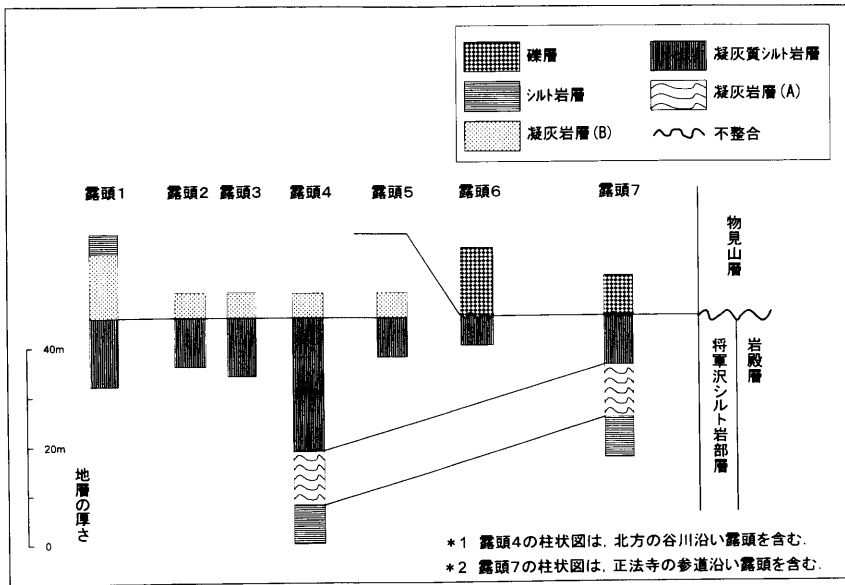 礫層
凝灰質シルト岩層
シルト岩層
凝灰岩層(A)
凝灰岩層(B)
不整合
露頭1
露頭2
露頭3
露頭4
露頭5
露頭6
露頭7
物見山層
将軍沢シルト岩部層
岩殿層
40m
20m
0
地層の厚さ
*1 露頭4の柱状図は,北方の谷川沿い露頭を含む.
*2 露頭7の柱状図は,正法寺の参道沿い露頭を含む.